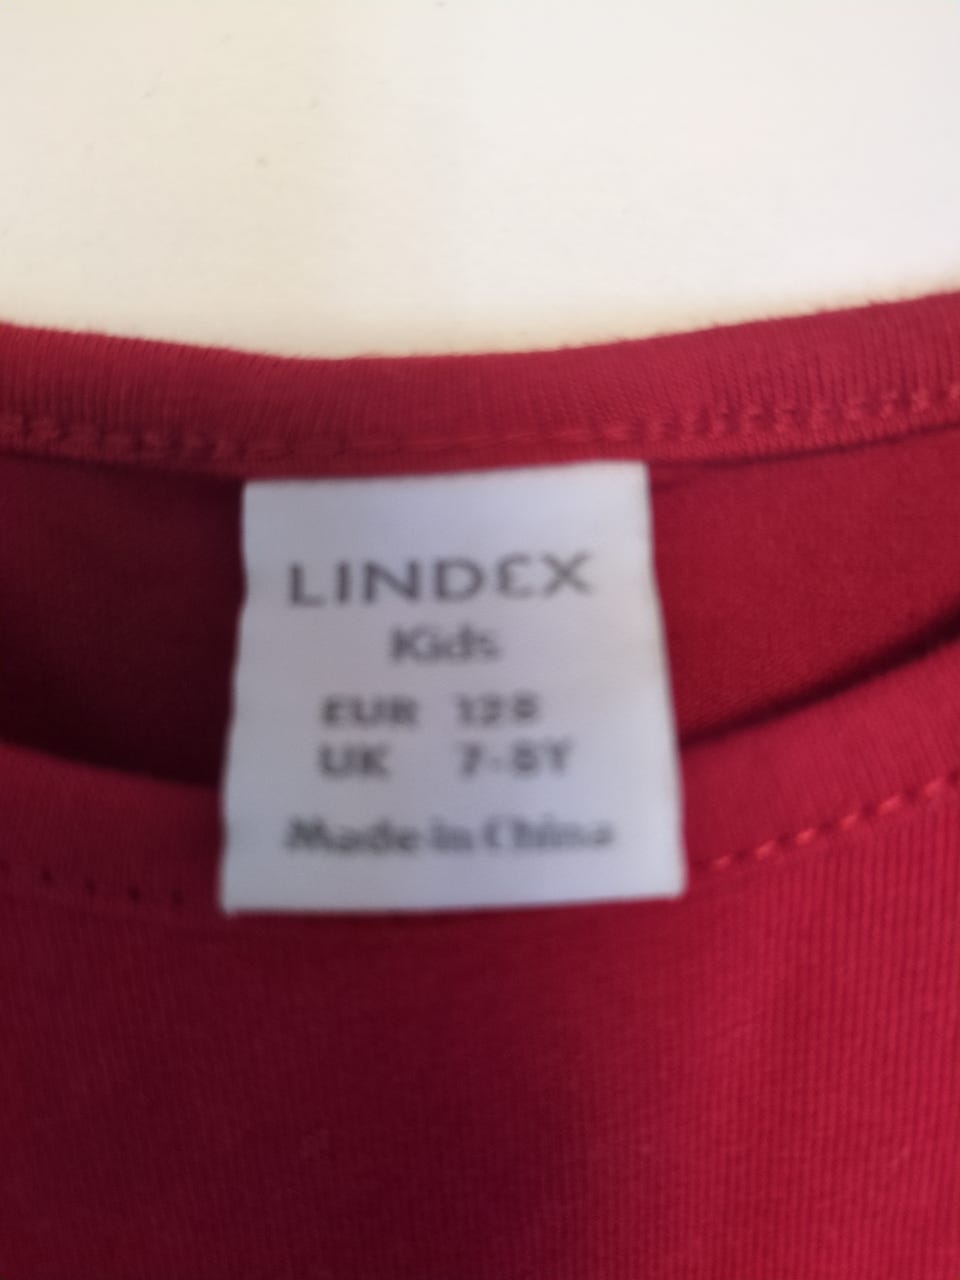 LINDEX
Kids
EUR 128
UK 7-8Y
Made in China